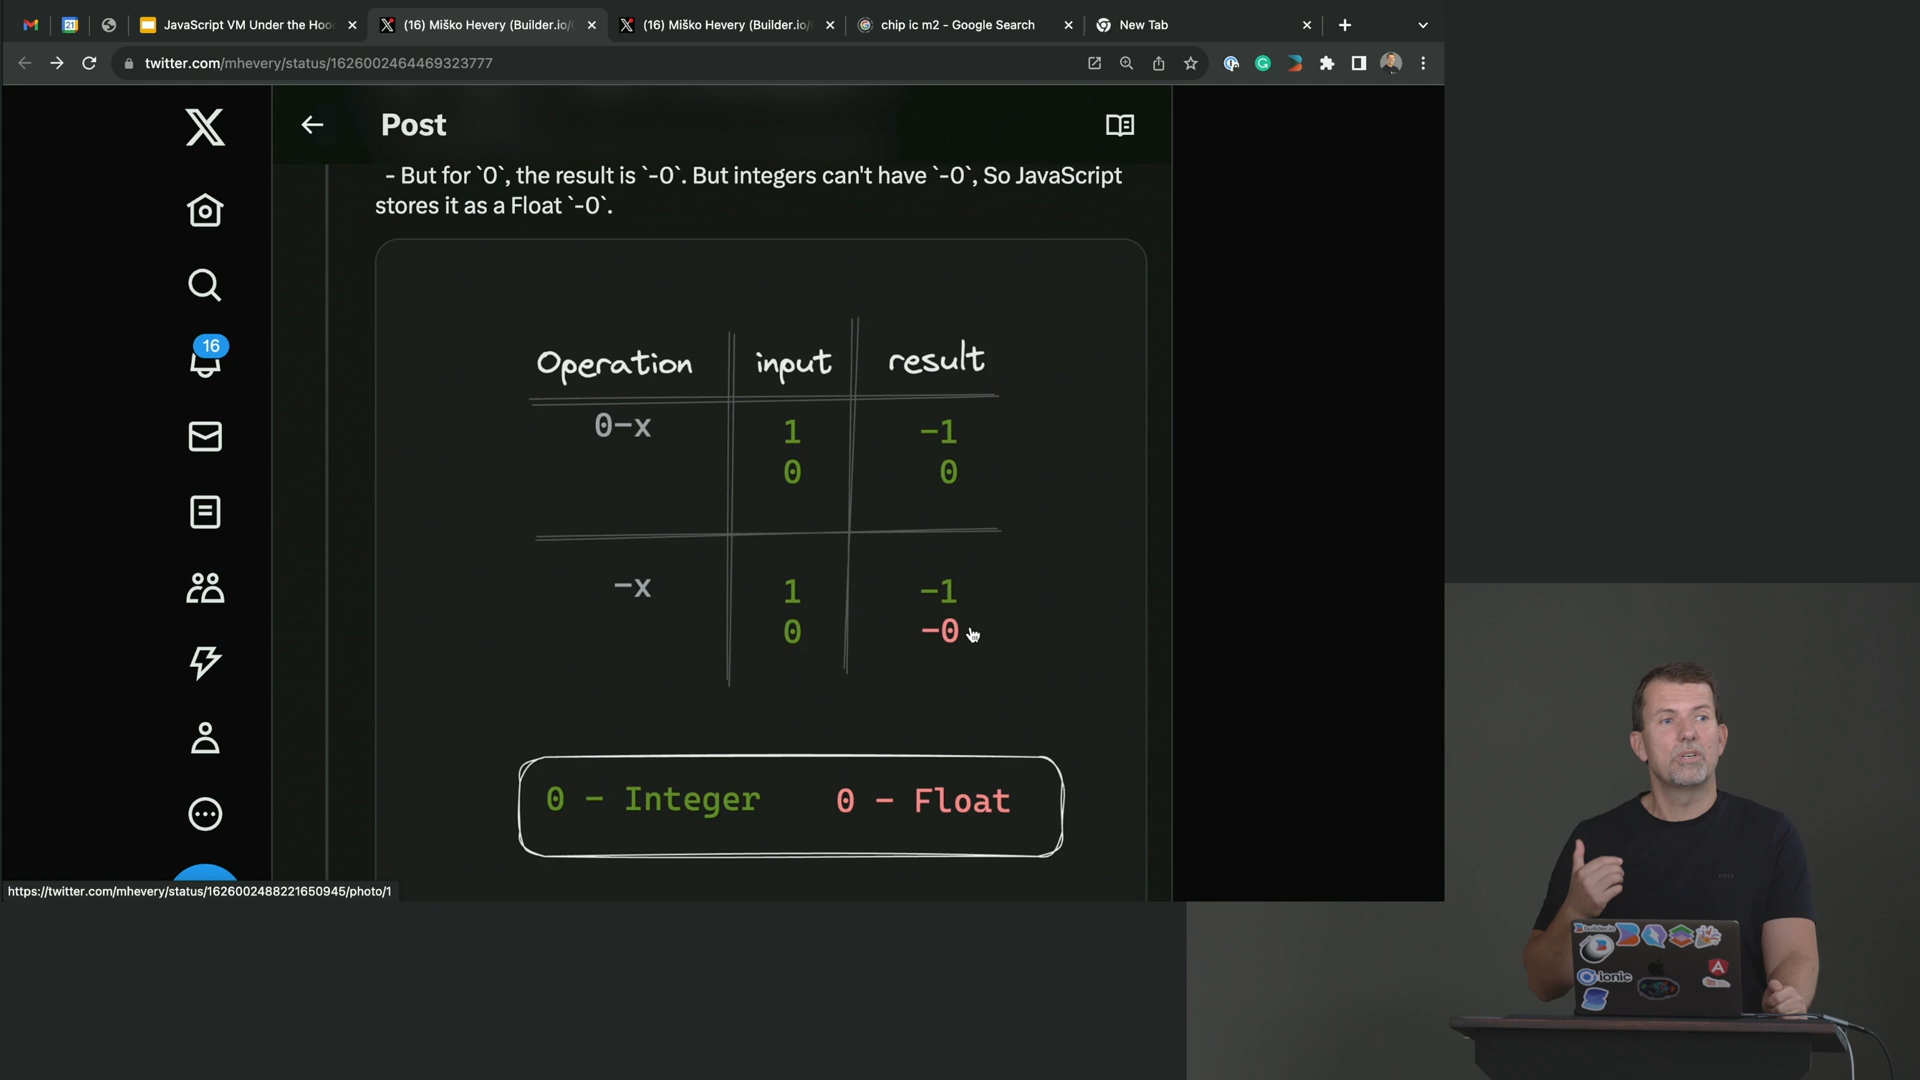 JavaScript VM Under the Hoo
(16) Miško Hevery (Builder.io/
(16) Miško Hevery (Builder.io/
chip ic m2 - Google Search
New Tab
twitter.com/mhevery/status/1626002464469323777
Post
- But for `0`, the result is `-0`. But integers can't have `-0`, So JavaScript
stores it as a Float `-0`.
16
Operation input result
0-x 1 -1
0 0
-x 1 -1
0 -0
0 - Integer 0 - Float
https://twitter.com/mhevery/status/1626002488221650945/photo/1
builder.io
ionic